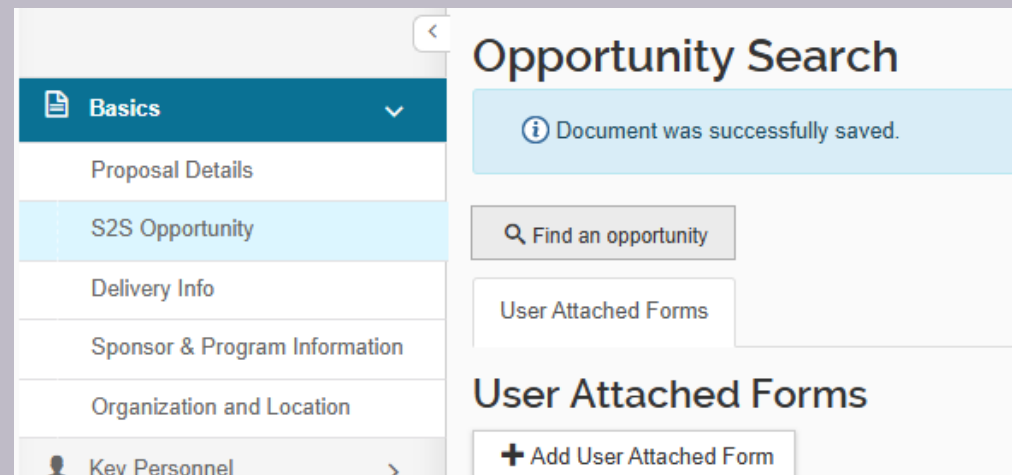 Basics
Proposal Details
S2S Opportunity
Delivery Info
Sponsor & Program Information
Organization and Location
Key Personnel
Opportunity Search
Document was successfully saved.
Find an opportunity
User Attached Forms
User Attached Forms
Add User Attached Form